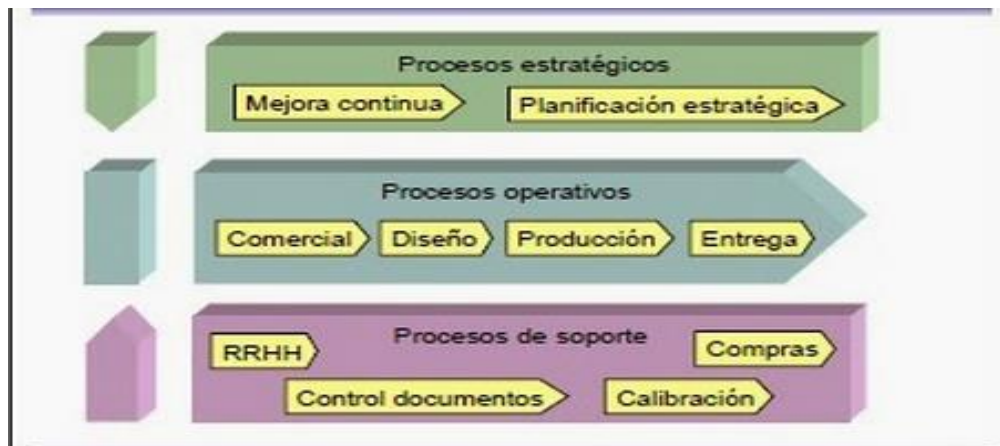 Procesos estratégicos
Mejora continua
Planificación estratégica
Procesos operativos
Comercial
Diseño
Producción
Entrega
Procesos de soporte
RRHH
Compras
Control documentos
Calibración